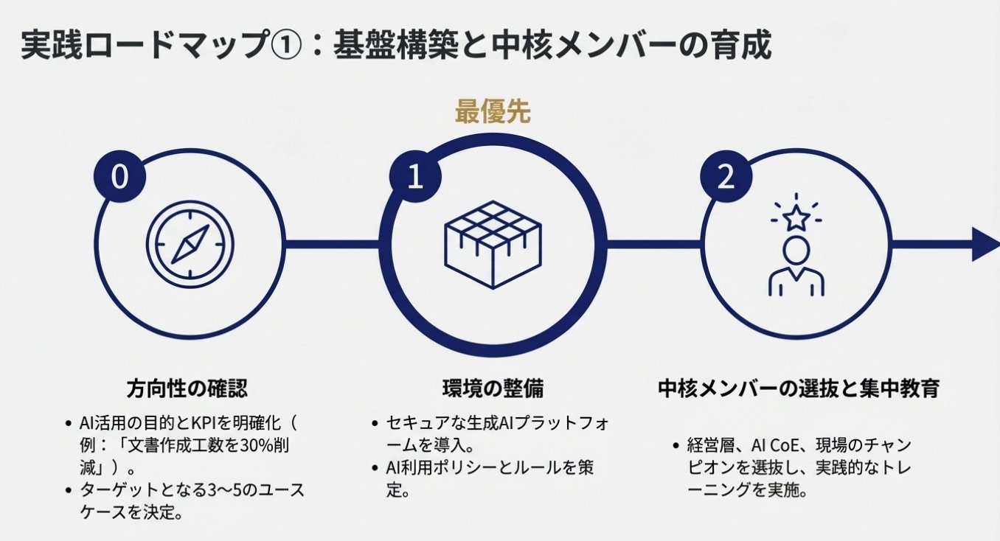 実践ロードマップ①：基盤構築と中核メンバーの育成
最優先
0
1
2
方向性の確認
• AI活用の目的とKPIを明確化（
例：「文書作成工数を30%削
減」）。
• ターゲットとなる3〜5のユース
ケースを決定。
環境の整備
• セキュアな生成AIプラットフォ
ームを導入。
• AI利用ポリシーとルールを策
定。
中核メンバーの選抜と集中教育
• 経営層、AI CoE、現場のチャン
ピオンを選抜し、実践的なトレ
ーニングを実施。